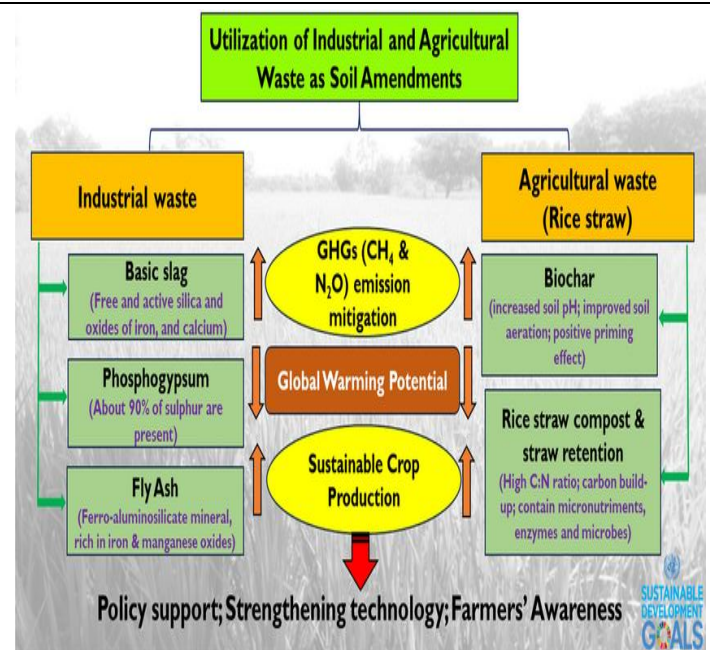 Utilization of Industrial and Agricultural
Waste as Soil Amendments
Industrial waste
Agricultural waste
(Rice straw)
Basic slag
(Free and active silica and
oxides of iron, and calcium)
Phosphogypsum
(About 90% of sulphur are
present)
Fly Ash
(Ferro-aluminosilicate mineral,
rich in iron & manganese oxides)
GHGs (CH₄ &
N₂O) emission
mitigation
Global Warming Potential
Sustainable Crop
Production
Biochar
(increased soil pH; improved soil
aeration; positive priming
effect)
Rice straw compost &
straw retention
(High C:N ratio; carbon build-
up; contain micronutriments,
enzymes and microbes)
Policy support; Strengthening technology; Farmers' Awareness
SUSTAINABLE
DEVELOPMENT
GOALS